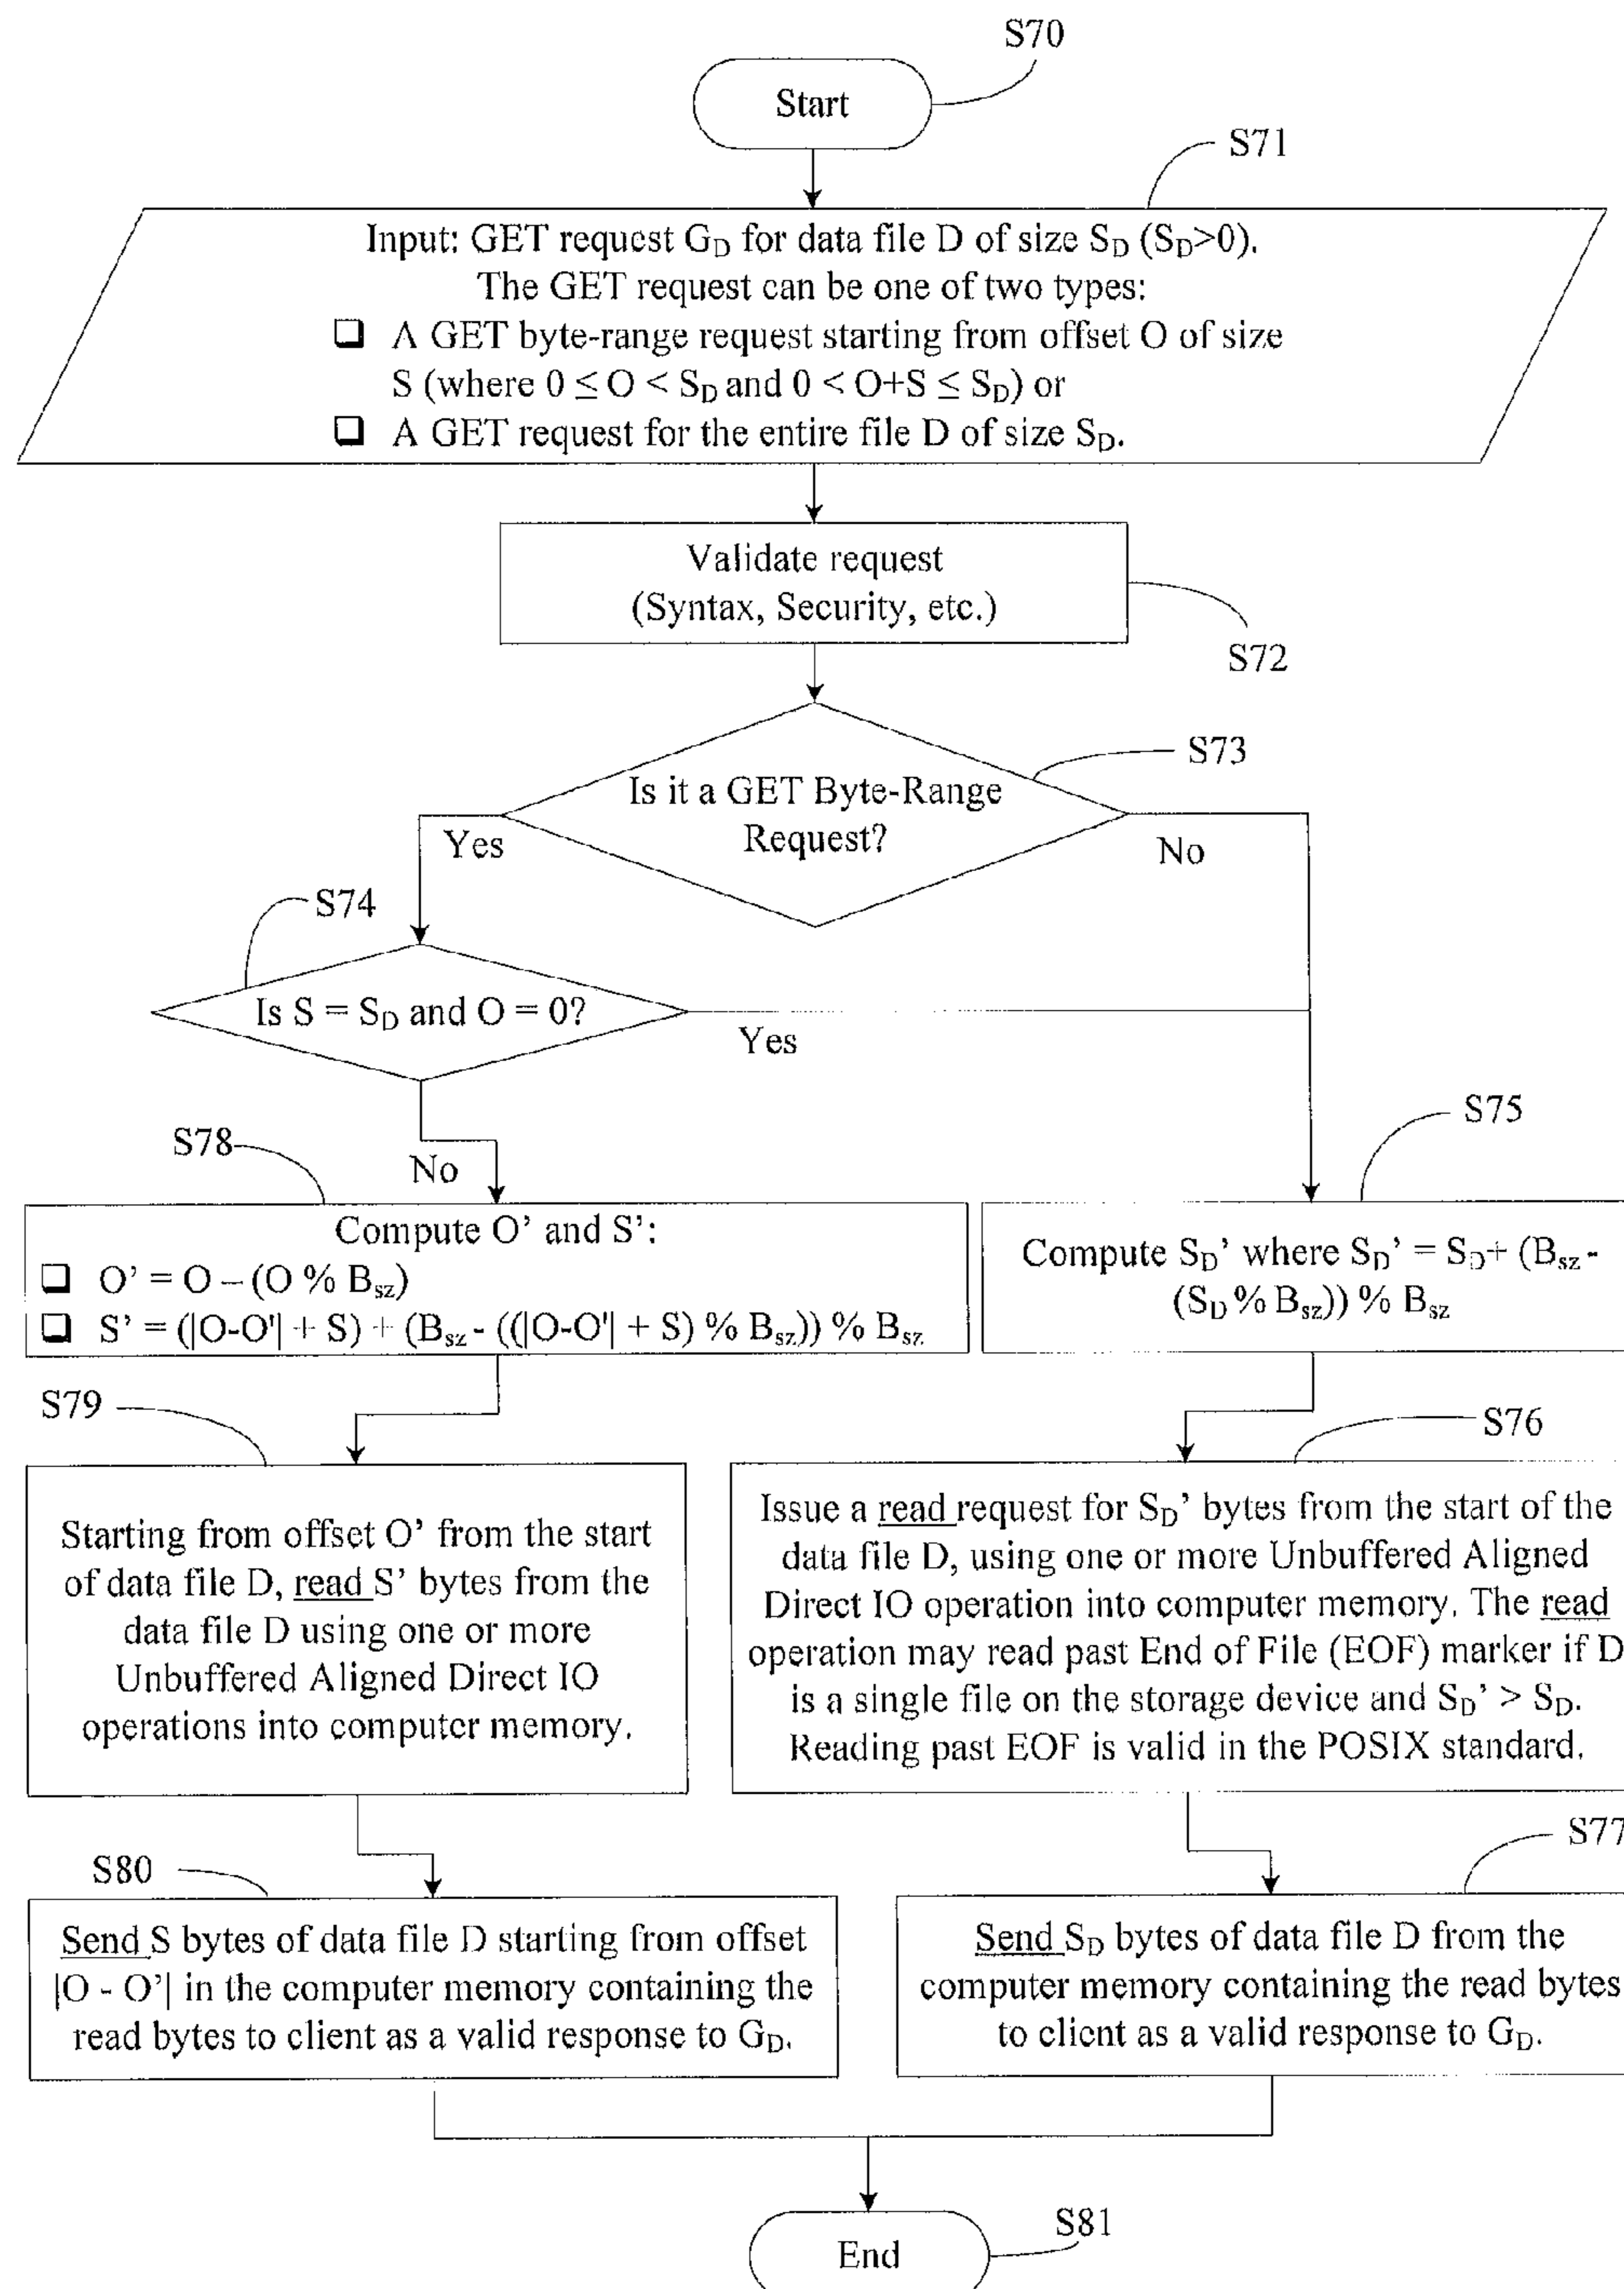 S70
Start
S71
Input: GET request G_D for data file D of size S_D (S_D>0).
The GET request can be one of two types:
❑ A GET byte-range request starting from offset O of size
S (where 0 ≤ O < S_D and 0 < O+S ≤ S_D) or
❑ A GET request for the entire file D of size S_D.
Validate request
(Syntax, Security, etc.)
S72
S73
Is it a GET Byte-Range
Request?
Yes
No
S74
Is S = S_D and O = 0?
Yes
S75
S78
No
Compute O’ and S’:
❑ O’ = O – (O % B_sz)
❑ S’ = (|O-O'| + S) + (B_sz - ((|O-O'| + S) % B_sz)) % B_sz
Compute S_D’ where S_D’ = S_D+ (B_sz -
(S_D % B_sz)) % B_sz
S79
S76
Starting from offset O’ from the start
of data file D, read S’ bytes from the
data file D using one or more
Unbuffered Aligned Direct IO
operations into computer memory.
Issue a read request for S_D’ bytes from the start of the
data file D, using one or more Unbuffered Aligned
Direct IO operation into computer memory. The read
operation may read past End of File (EOF) marker if D
is a single file on the storage device and S_D’ > S_D.
Reading past EOF is valid in the POSIX standard.
S80
S77
Send S bytes of data file D starting from offset
|O - O’| in the computer memory containing the
read bytes to client as a valid response to G_D.
Send S_D bytes of data file D from the
computer memory containing the read bytes
to client as a valid response to G_D.
S81
End